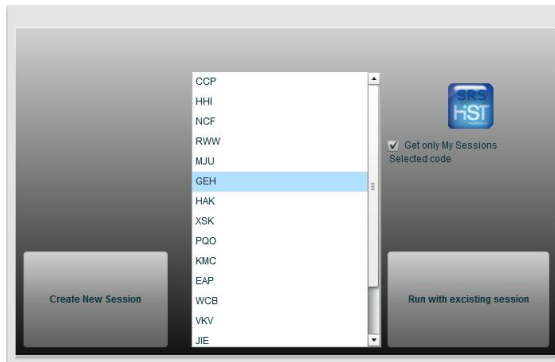 CCP
HHI
NCF
RWW
MJU
GEH
HAK
XSK
PQO
KMC
EAP
WCB
VKV
JIE
SRS
HiST
Get only My Sessions
Selected code
Create New Session
Run with excisting session